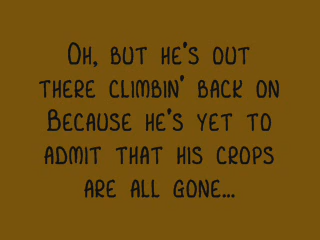 Oh, but he's out
there climbin' back on
Because he's yet to
admit that his crops
are all gone...